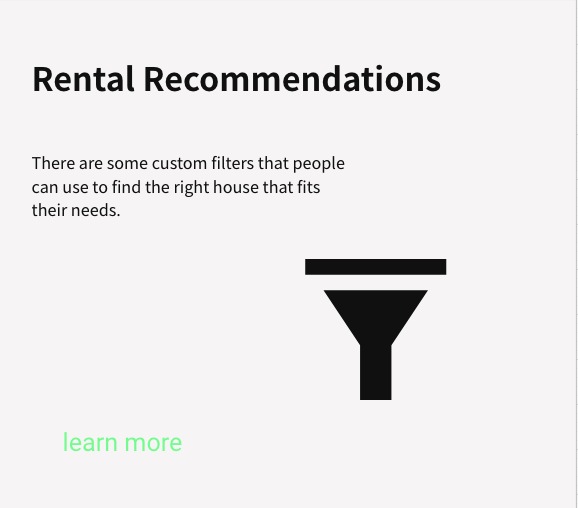 Rental Recommendations
There are some custom filters that people
can use to find the right house that fits
their needs.
learn more